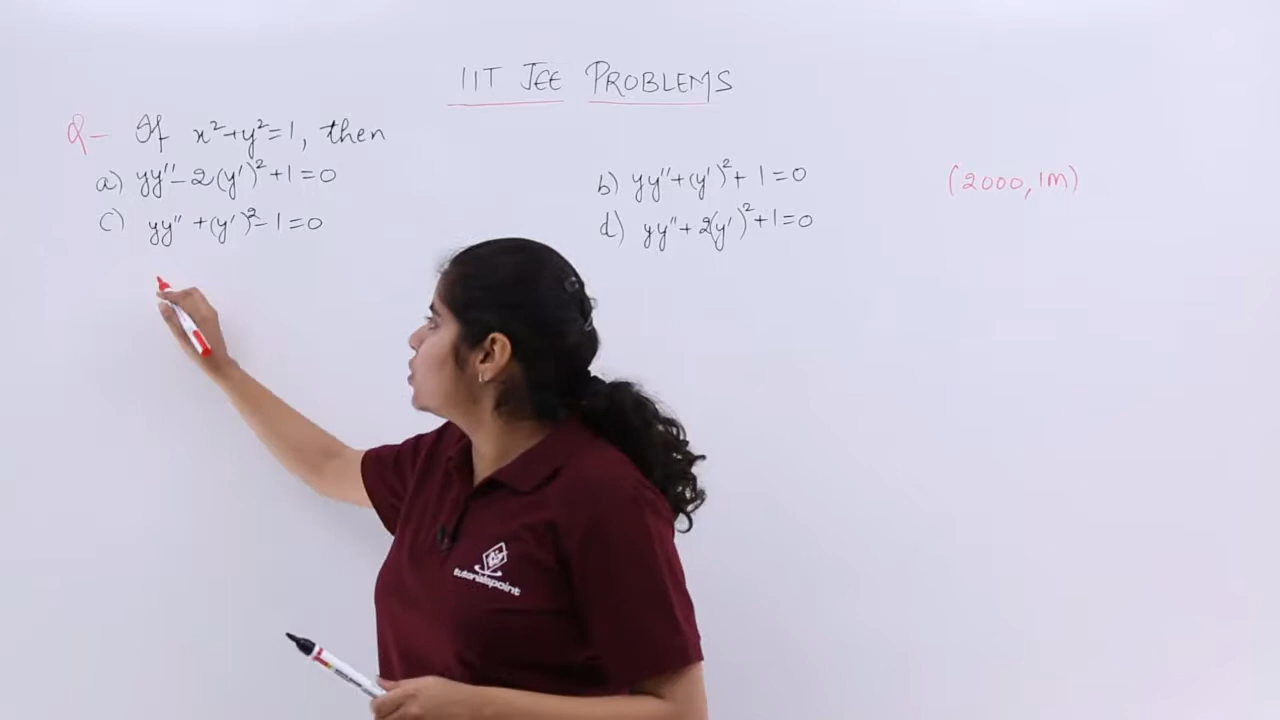 IIT JEE PROBLEMS
Q- If x²+y²=1, then
a) yy''-2(y')²+1=0 b) yy''+(y')²+1=0 (2000, 1M)
c) yy''+(y')²-1=0 d) yy''+2(y')²+1=0
tutorialspoint